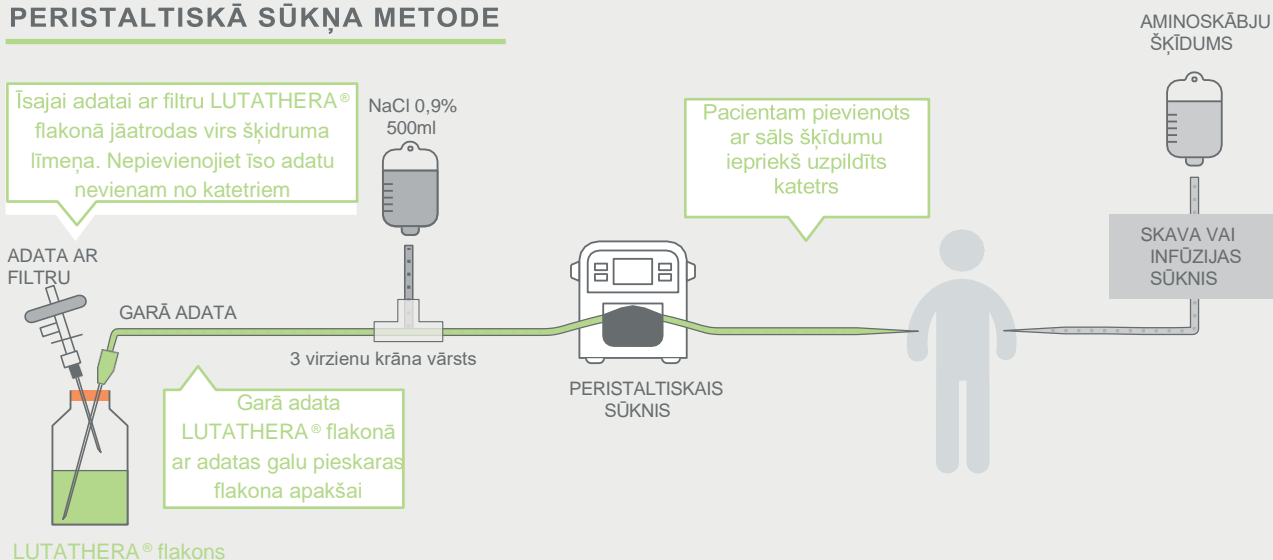 PERISTALTISKĀ SŪKŅA METODE
AMINOSKĀBJU
ŠĶĪDUMS
Īsajai adatai ar filtru LUTATHERA®
flakonā jāatrodas virs šķidruma
līmeņa. Nepievienojiet īso adatu
nevienam no katetriem
NaCl 0,9%
500ml
Pacientam pievienots
ar sāls šķīdumu
iepriekš uzpildīts
katetrs
SKAVA VAI
INFŪZIJAS
SŪKNIS
ADATA AR
FILTRU
GARĀ ADATA
3 virzienu krāna vārsts
PERISTALTISKAIS
SŪKNIS
Garā adata
LUTATHERA® flakonā
ar adatas galu pieskaras
flakona apakšai
LUTATHERA® flakons